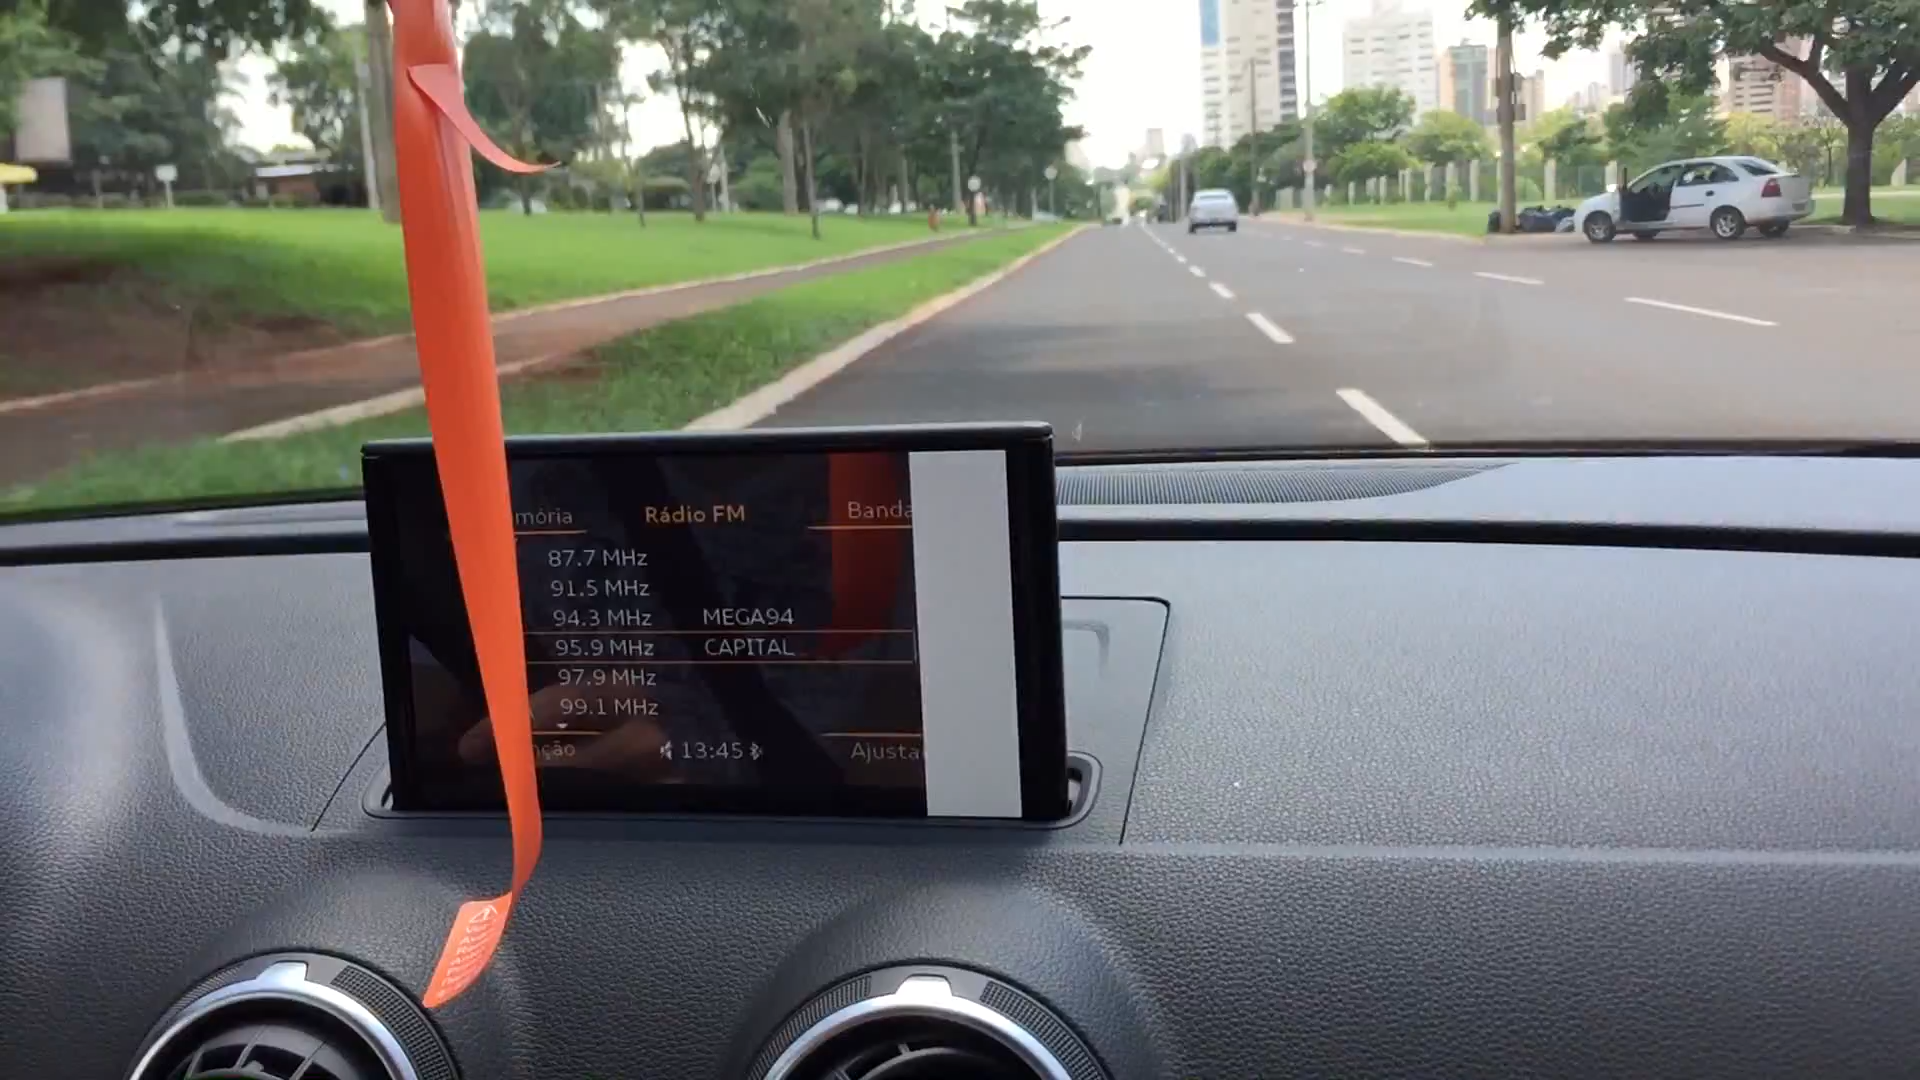 mória Rádio FM Banda
87.7 MHz
91.5 MHz
94.3 MHz MEGA94
95.9 MHz CAPITAL
97.9 MHz
99.1 MHz
nção 13:45 Ajusta